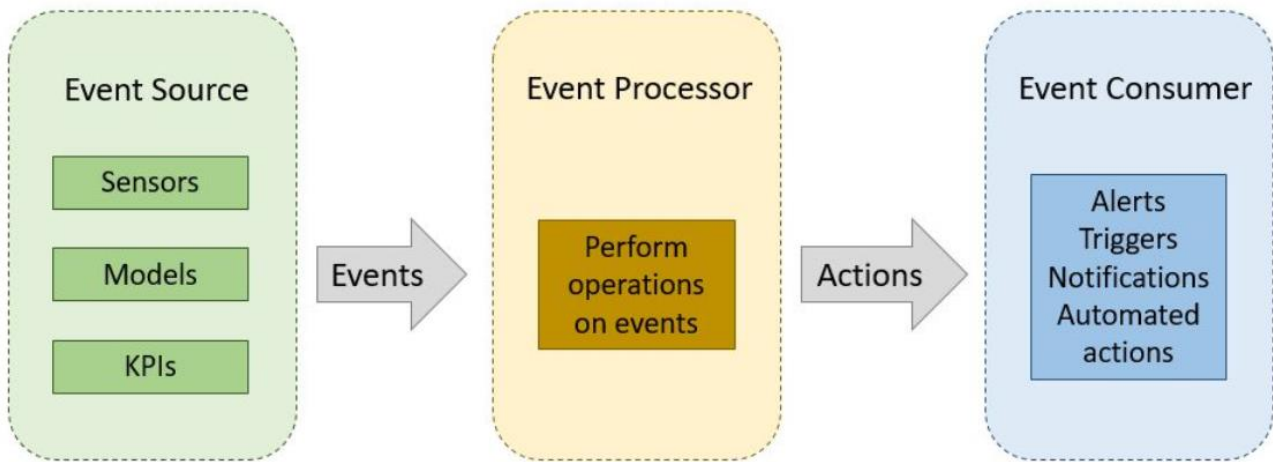 Event Source
Sensors
Models
KPIs
Events
Event Processor
Perform
operations
on events
Actions
Event Consumer
Alerts
Triggers
Notifications
Automated
actions